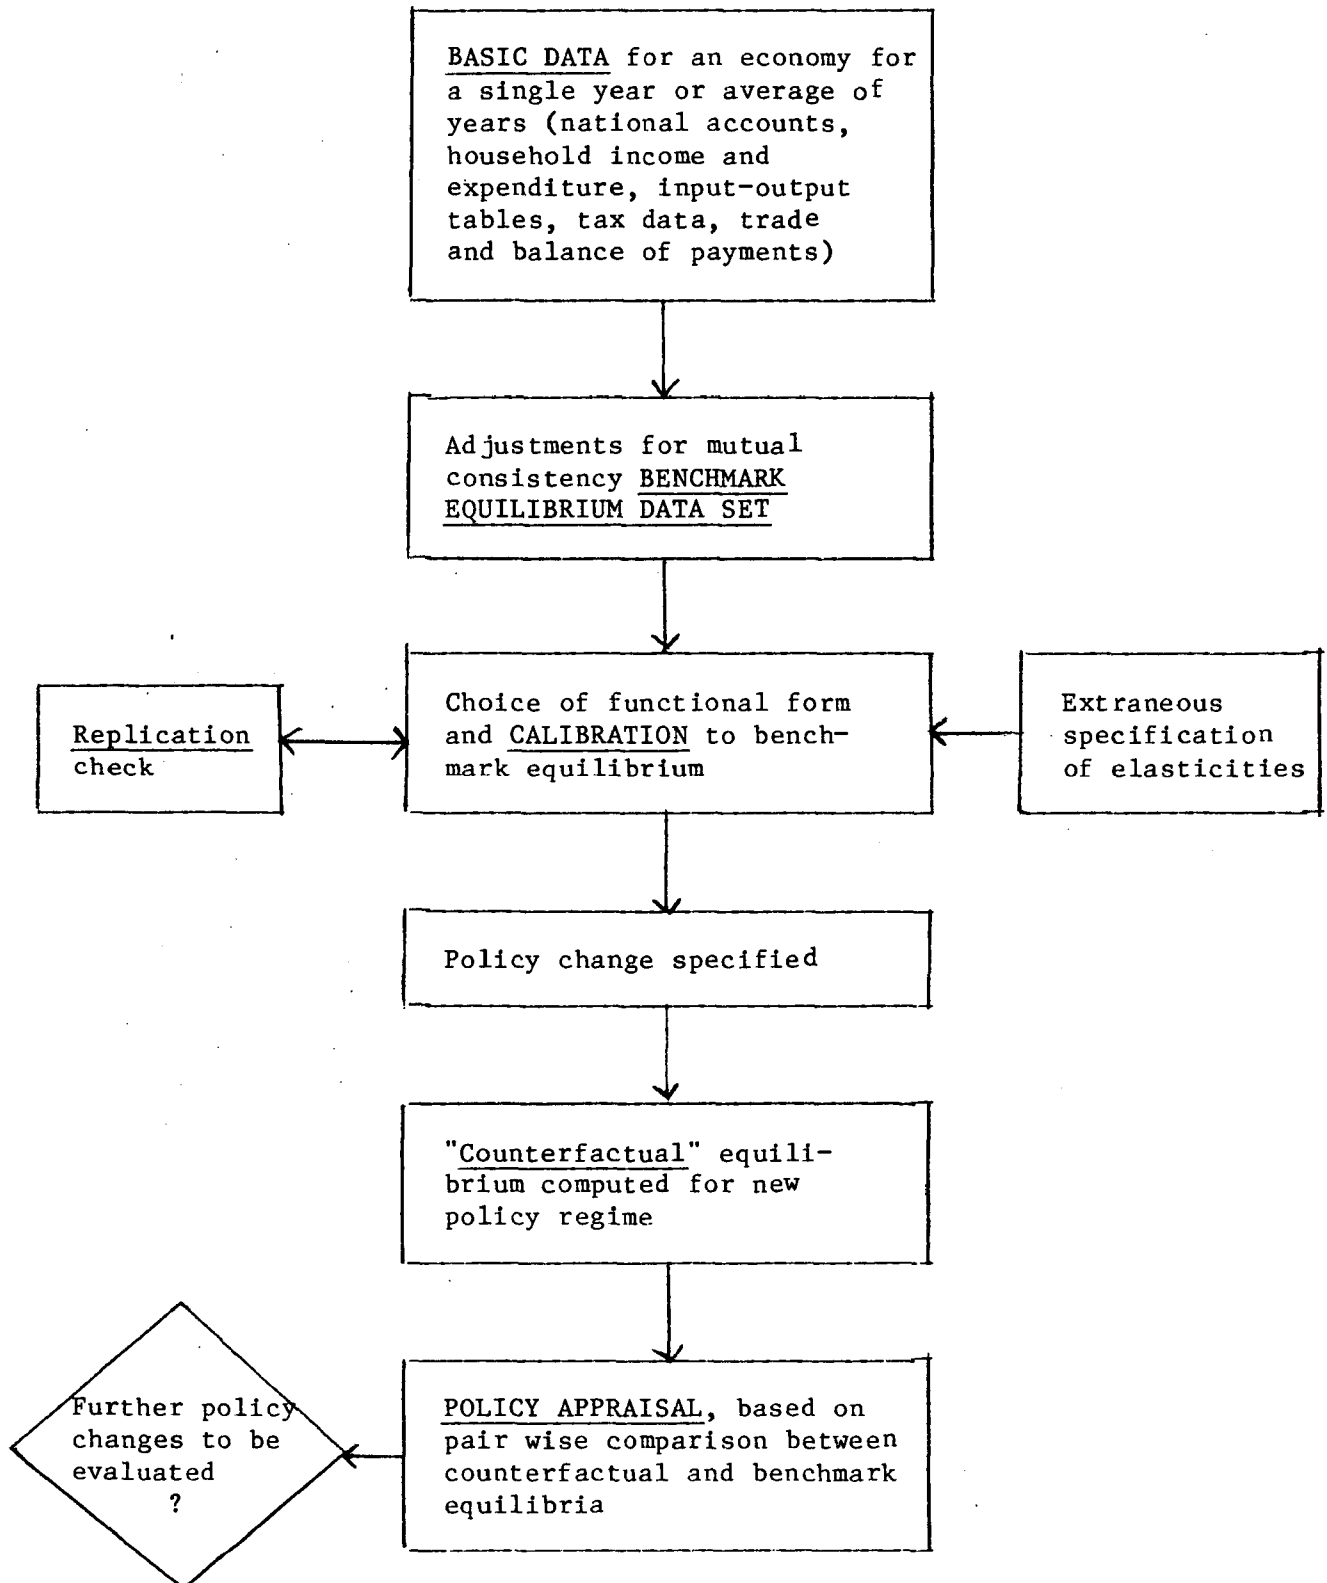 BASIC DATA for an economy for
a single year or average of
years (national accounts,
household income and
expenditure, input-output
tables, tax data, trade
and balance of payments)
Adjustments for mutual
consistency BENCHMARK
EQUILIBRIUM DATA SET
Replication
check
Choice of functional form
and CALIBRATION to bench-
mark equilibrium
Extraneous
specification
of elasticities
Policy change specified
"Counterfactual" equili-
brium computed for new
policy regime
Further policy
changes to be
evaluated
?
POLICY APPRAISAL, based on
pair wise comparison between
counterfactual and benchmark
equilibria